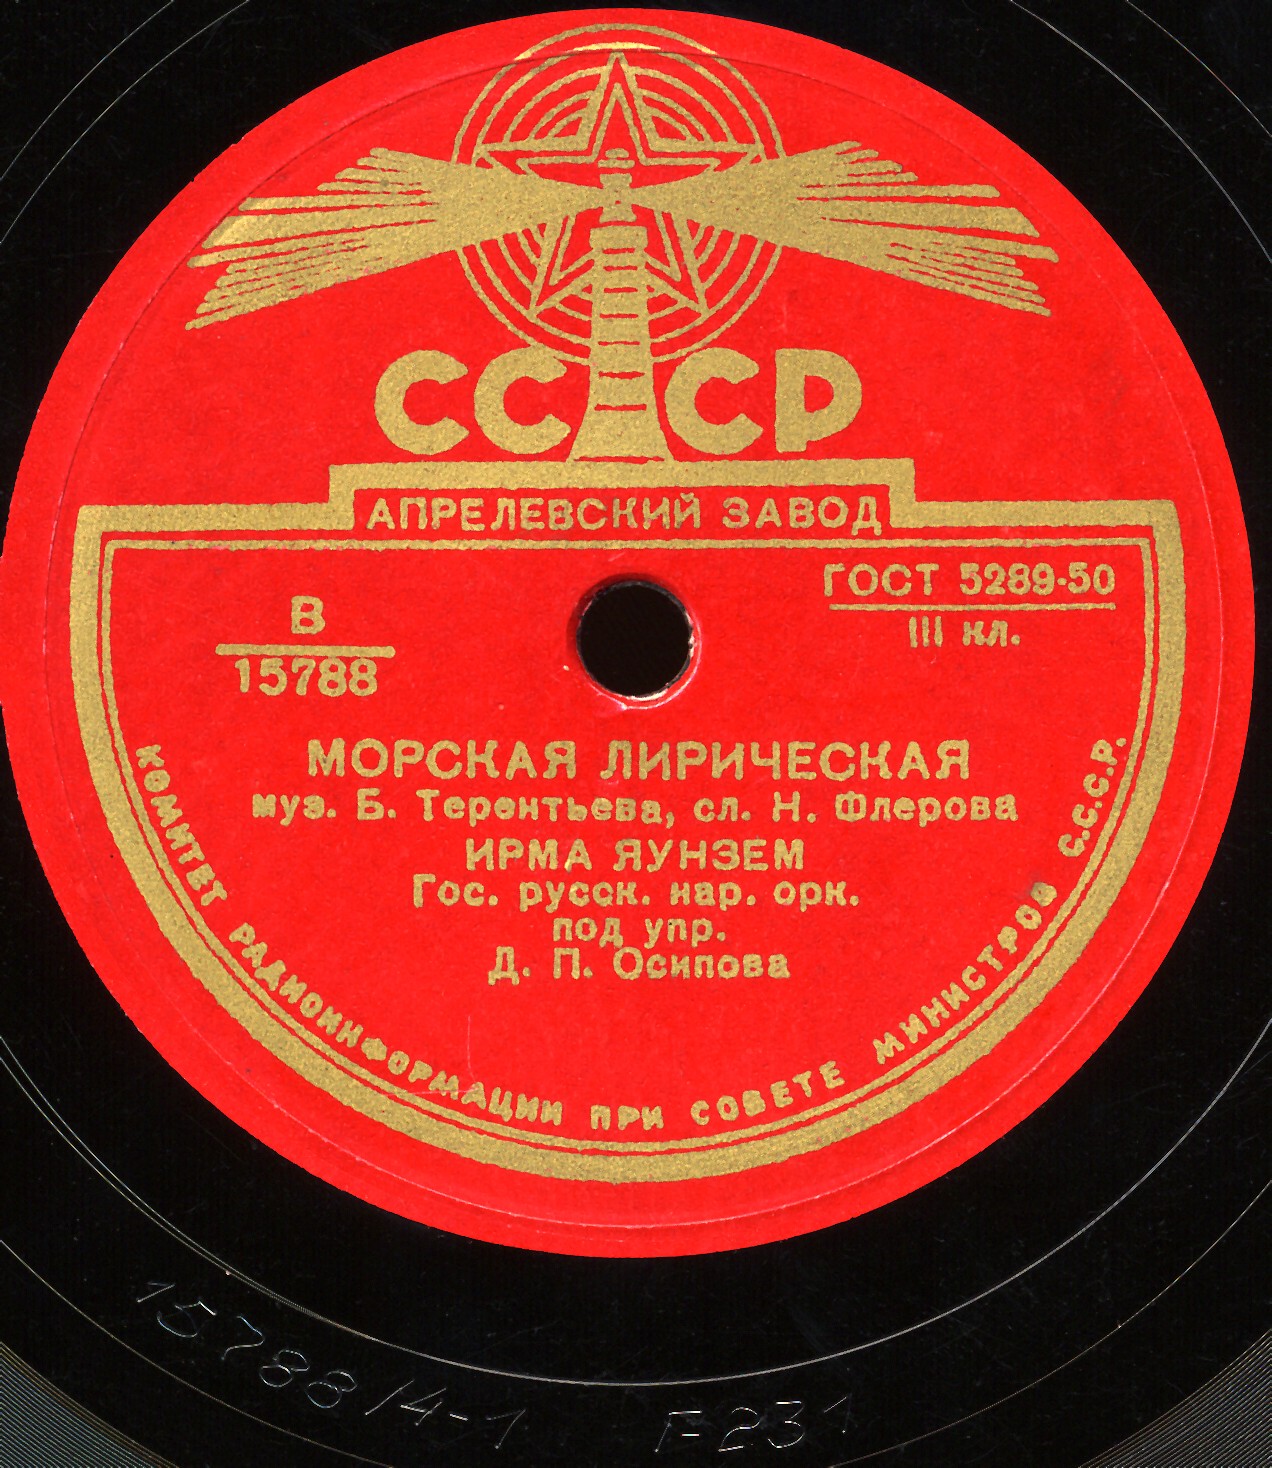 СССР
АПРЕЛЕВСКИЙ ЗАВОД
ГОСТ 5289-50
III кл.
В
15788
МОРСКАЯ ЛИРИЧЕСКАЯ
муз. Б. Терентьева, сл. Н. Флерова
ИРМА ЯУНЗЕМ
Гос. русск. нар. орк.
под упр.
Д. П. Осипова
КОМИТЕТ РАДИОИНФОРМАЦИИ ПРИ СОВЕТЕ МИНИСТРОВ С.С.С.Р.
15788/4-1 F231